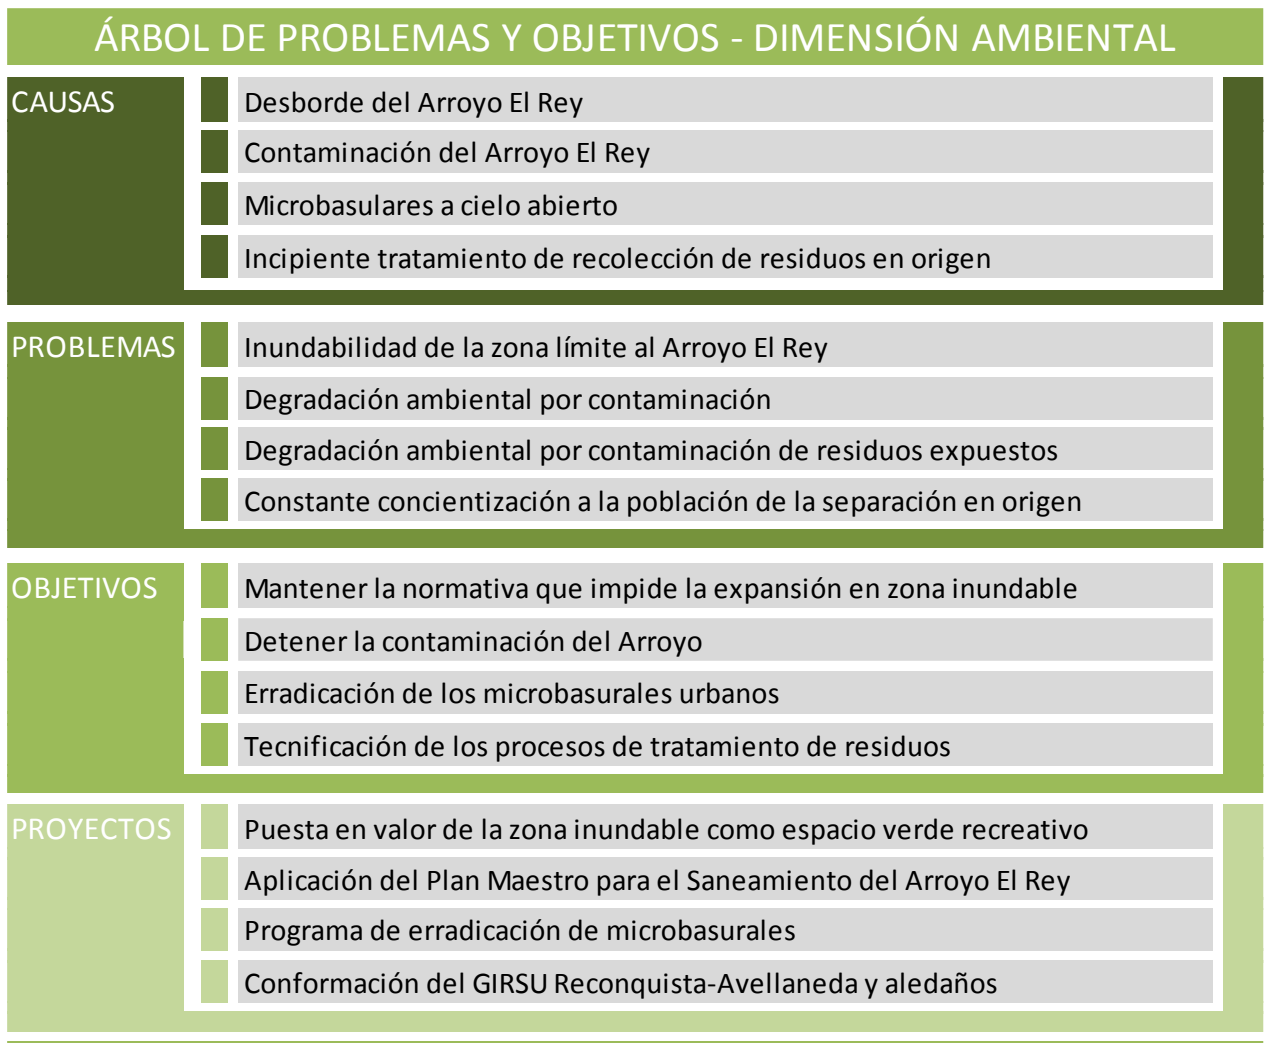 ÁRBOL DE PROBLEMAS Y OBJETIVOS - DIMENSIÓN AMBIENTAL
CAUSAS
Desborde del Arroyo El Rey
Contaminación del Arroyo El Rey
Microbasulares a cielo abierto
Incipiente tratamiento de recolección de residuos en origen
PROBLEMAS
Inundabilidad de la zona límite al Arroyo El Rey
Degradación ambiental por contaminación
Degradación ambiental por contaminación de residuos expuestos
Constante concientización a la población de la separación en origen
OBJETIVOS
Mantener la normativa que impide la expansión en zona inundable
Detener la contaminación del Arroyo
Erradicación de los microbasurales urbanos
Tecnificación de los procesos de tratamiento de residuos
PROYECTOS
Puesta en valor de la zona inundable como espacio verde recreativo
Aplicación del Plan Maestro para el Saneamiento del Arroyo El Rey
Programa de erradicación de microbasurales
Conformación del GIRSU Reconquista-Avellaneda y aledaños